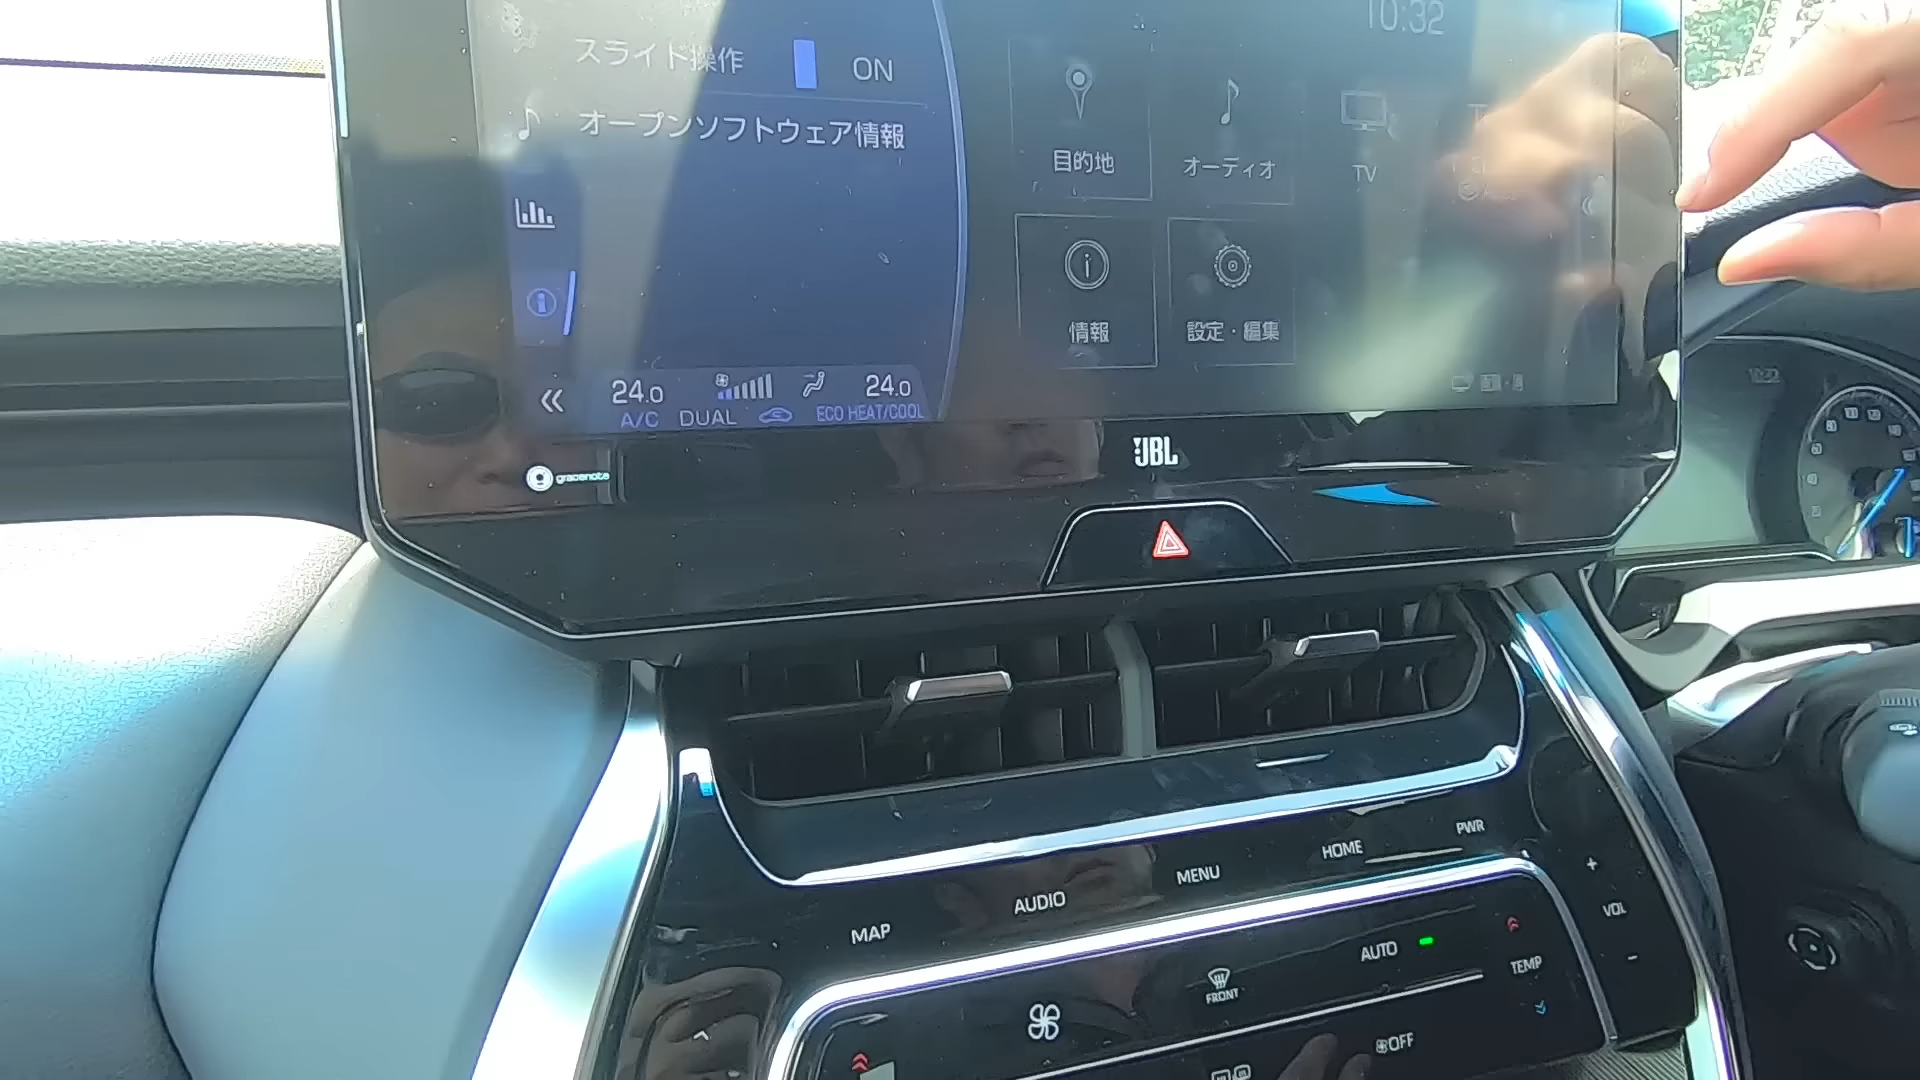 10:32
スライド操作 ON
オープンソフトウェア情報
目的地
オーディオ
TV
情報
設定・編集
24.0
24.0
A/C DUAL ECO HEAT/COOL
gracenote
JBL
PWR
HOME
MENU
AUDIO
MAP
+
VOL
-
AUTO
TEMP
FRONT
OFF